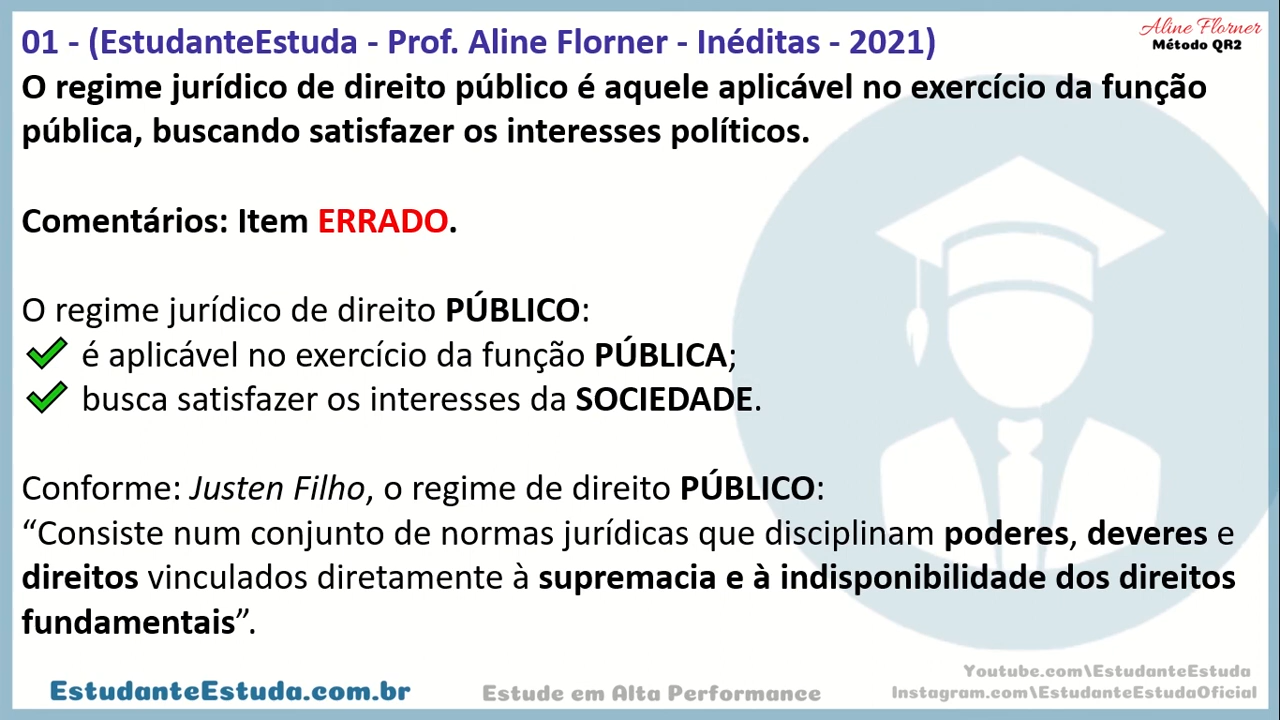 01 - (EstudanteEstuda - Prof. Aline Florner - Inéditas - 2021)
Aline Florner
Método QR2
O regime jurídico de direito público é aquele aplicável no exercício da função
pública, buscando satisfazer os interesses políticos.
Comentários: Item ERRADO.
O regime jurídico de direito PÚBLICO:
é aplicável no exercício da função PÚBLICA;
busca satisfazer os interesses da SOCIEDADE.
Conforme: Justen Filho, o regime de direito PÚBLICO:
“Consiste num conjunto de normas jurídicas que disciplinam poderes, deveres e
direitos vinculados diretamente à supremacia e à indisponibilidade dos direitos
fundamentais”.
EstudanteEstuda.com.br
Estude em Alta Performance
Youtube.com\EstudanteEstuda
Instagram.com\EstudanteEstudaOficial